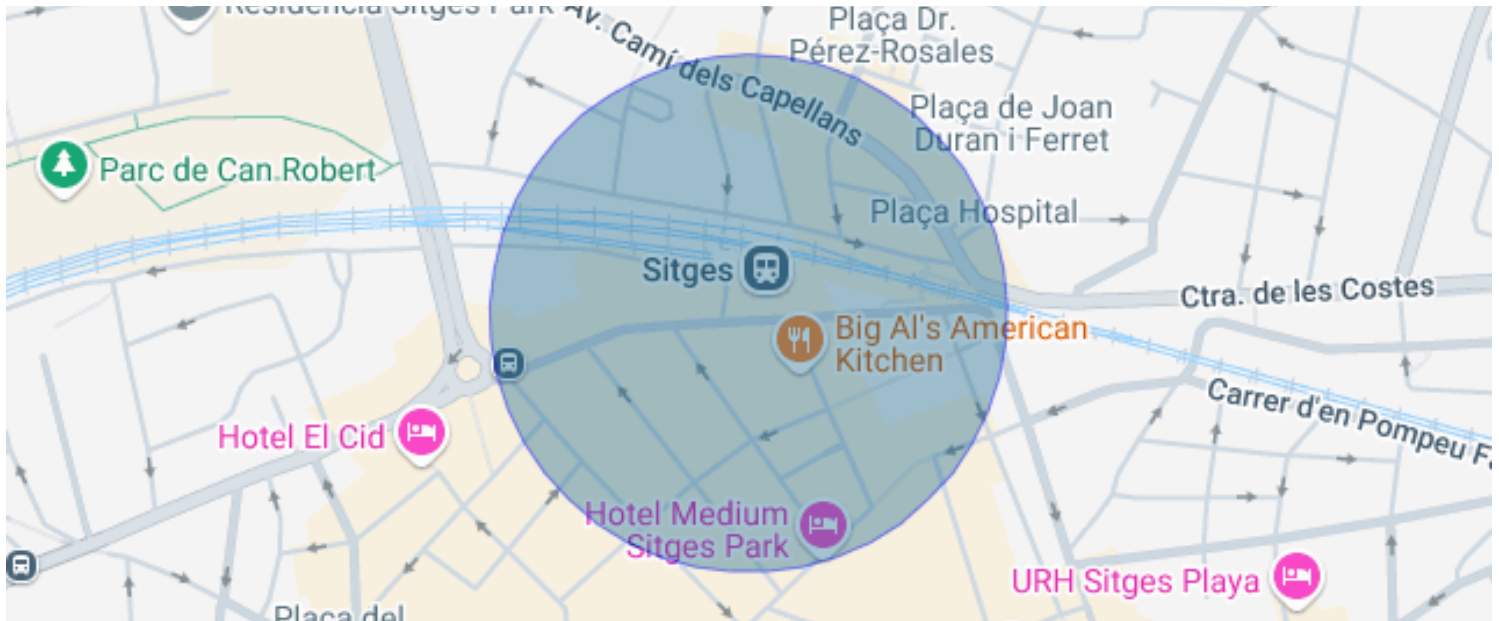 Residència Sitges Park
Av. Camí dels Capellans
Plaça Dr.
Pérez-Rosales
Plaça de Joan
Duran i Ferret
Parc de Can Robert
Plaça Hospital
Sitges
Ctra. de les Costes
Big Al's American
Kitchen
Carrer d'en Pompeu Fa
Hotel El Cid
Hotel Medium
Sitges Park
URH Sitges Playa
Plaça del